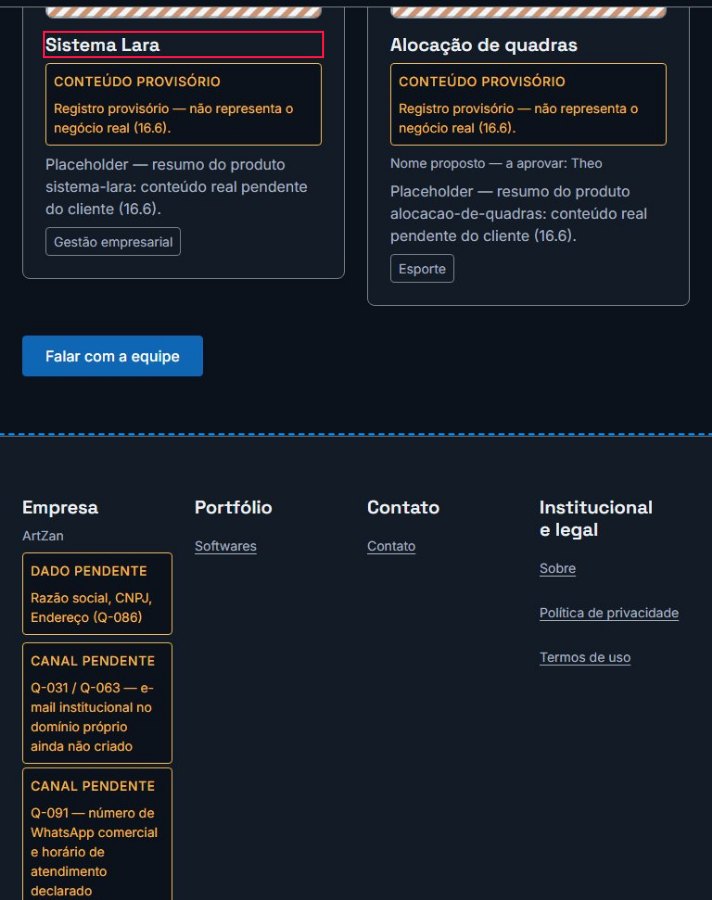 Sistema Lara
CONTEÚDO PROVISÓRIO
Registro provisório — não representa o
negócio real (16.6).
Placeholder — resumo do produto
sistema-lara: conteúdo real pendente
do cliente (16.6).
Gestão empresarial
Alocação de quadras
CONTEÚDO PROVISÓRIO
Registro provisório — não representa o
negócio real (16.6).
Nome proposto — a aprovar: Theo
Placeholder — resumo do produto
alocacao-de-quadras: conteúdo real
pendente do cliente (16.6).
Esporte
Falar com a equipe
Empresa
ArtZan
DADO PENDENTE
Razão social, CNPJ,
Endereço (Q-086)
CANAL PENDENTE
Q-031 / Q-063 — e-
mail institucional no
domínio próprio
ainda não criado
CANAL PENDENTE
Q-091 — número de
WhatsApp comercial
e horário de
atendimento
declarado
Portfólio
Softwares
Contato
Contato
Institucional
e legal
Sobre
Política de privacidade
Termos de uso